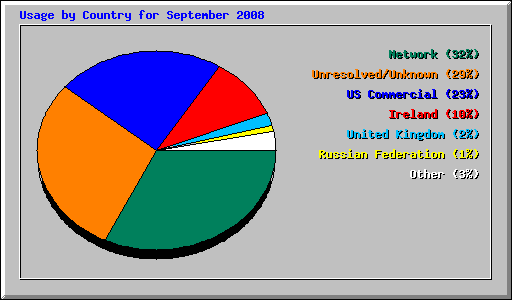 Usage by Country for September 2008
Network (32%)
Unresolved/Unknown (29%)
US Commercial (23%)
Ireland (10%)
United Kingdom (2%)
Russian Federation (1%)
Other (3%)